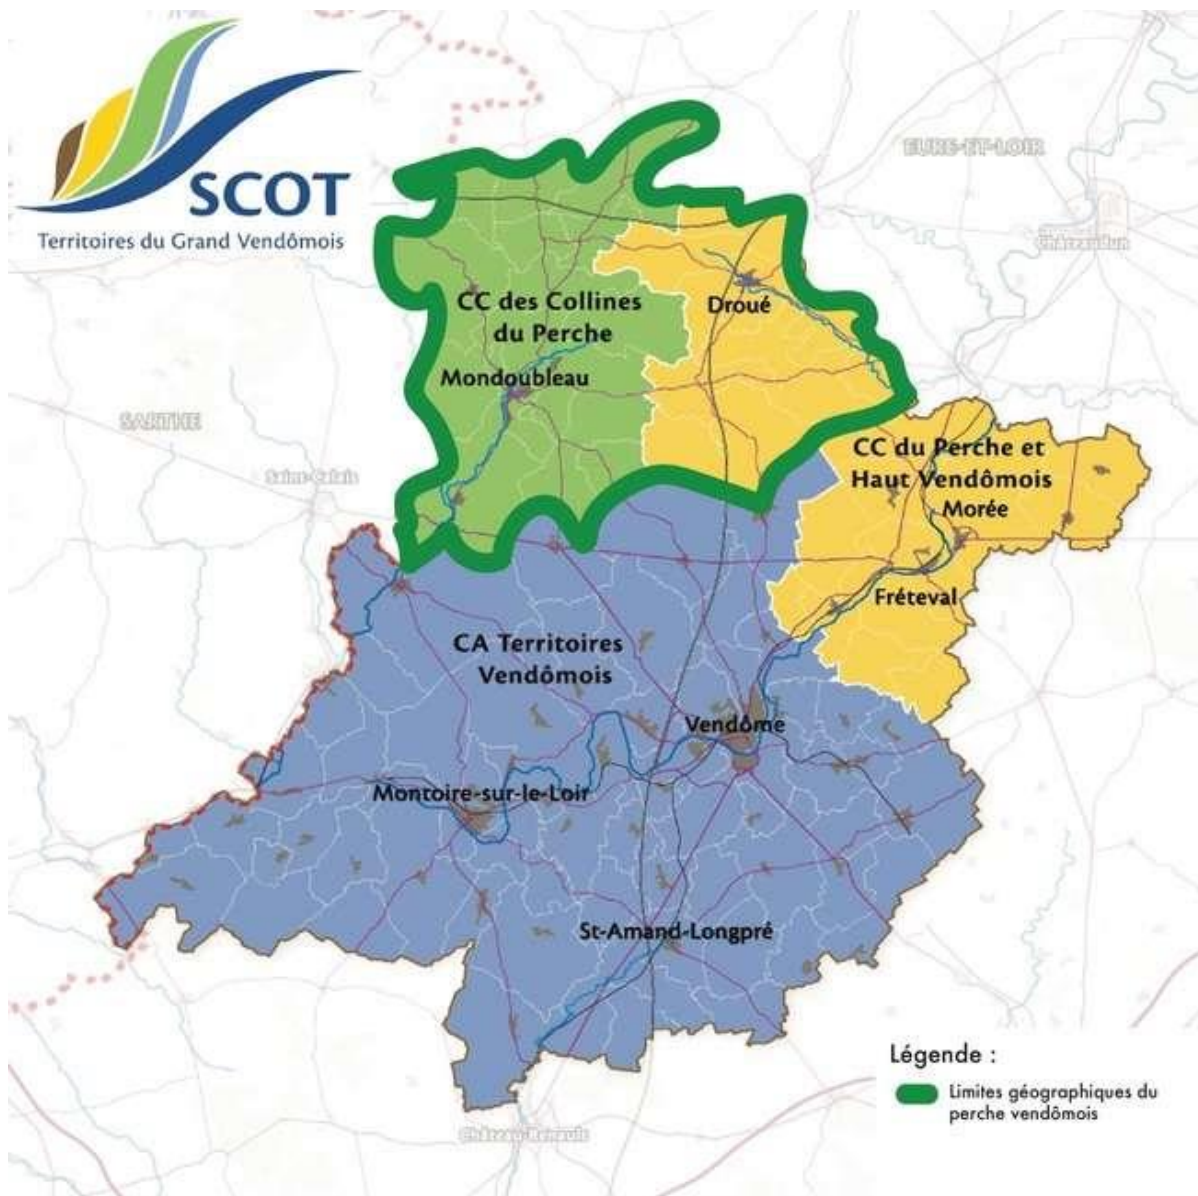 SCOT
Territoires du Grand Vendômois
EURE-ET-LOIR
Châteaudun
CC des Collines
du Perche
Droué
Mondoubleau
SARTHE
Saint-Calais
CC du Perche et
Haut Vendômois
Morée
Fréteval
CA Territoires
Vendômois
Vendôme
Montoire-sur-le-Loir
St-Amand-Longpré
Légende :
Limites géographiques du
perche vendômois
Château-Renault